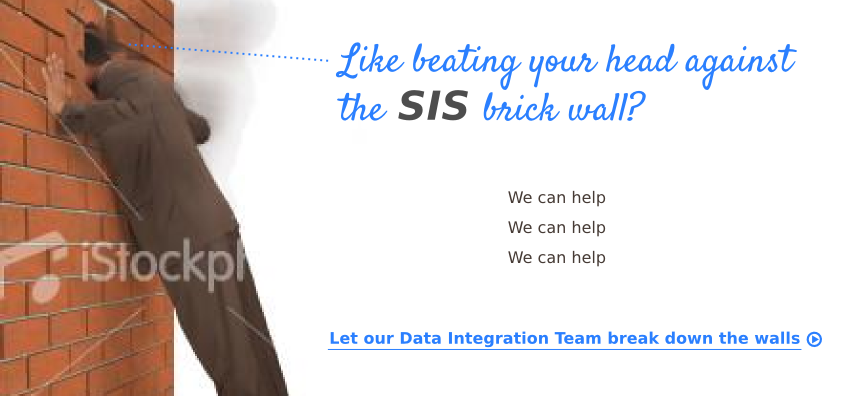 Like beating your head against
the SIS brick wall?
We can help
We can help
We can help
iStockph
Let our Data Integration Team break down the walls